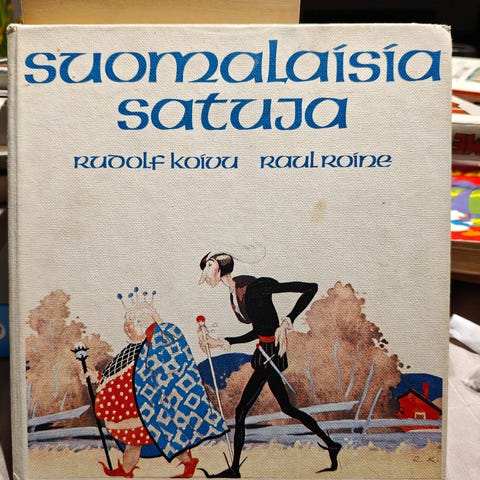 SUOMALAISIA
SATUJA
RUDOLF KOIVU RAUL ROINE
R.K.